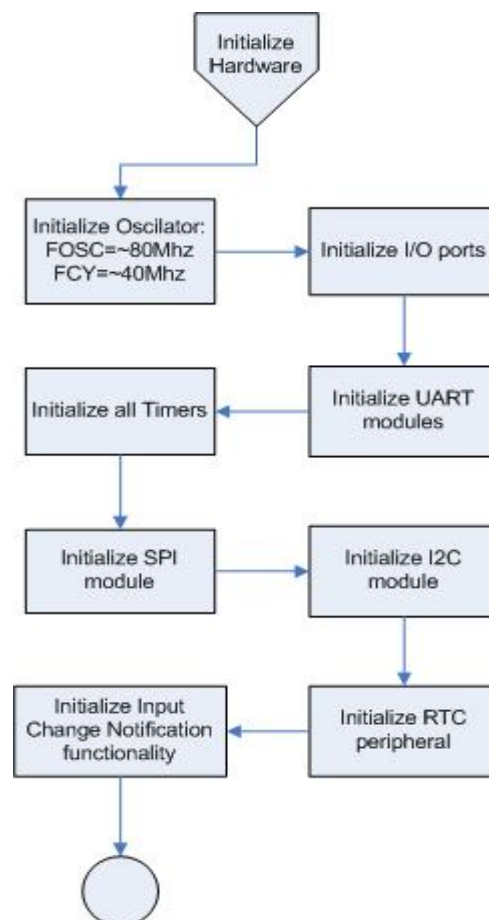 Initialize
Hardware
Initialize Oscilator:
FOSC=~80Mhz
FCY=~40Mhz
Initialize I/O ports
Initialize UART
modules
Initialize all Timers
Initialize SPI
module
Initialize I2C
module
Initialize RTC
peripheral
Initialize Input
Change Notification
functionality